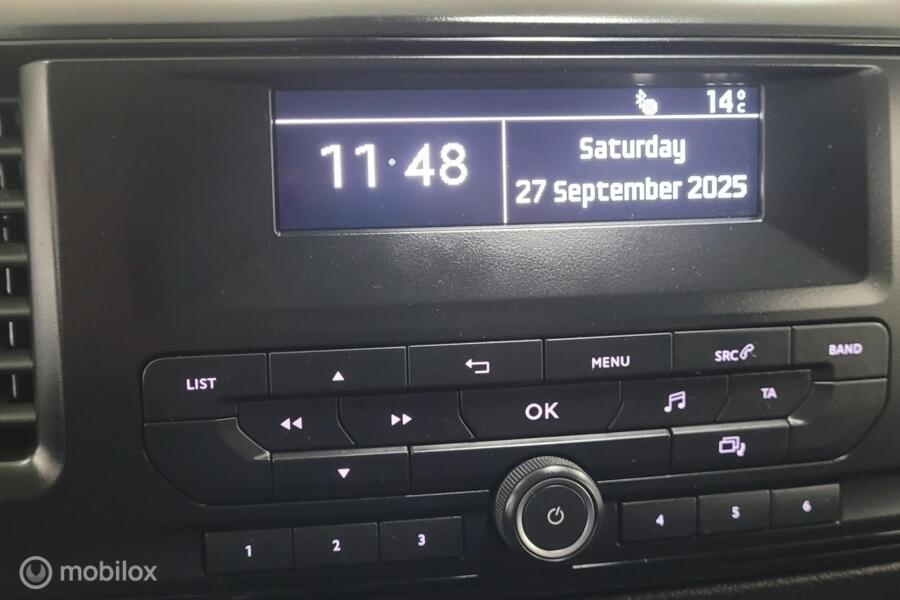 14°C
11:48
Saturday
27 September 2025
LIST
MENU
SRC
BAND
OK
TA
1
2
3
4
5
6
mobilox